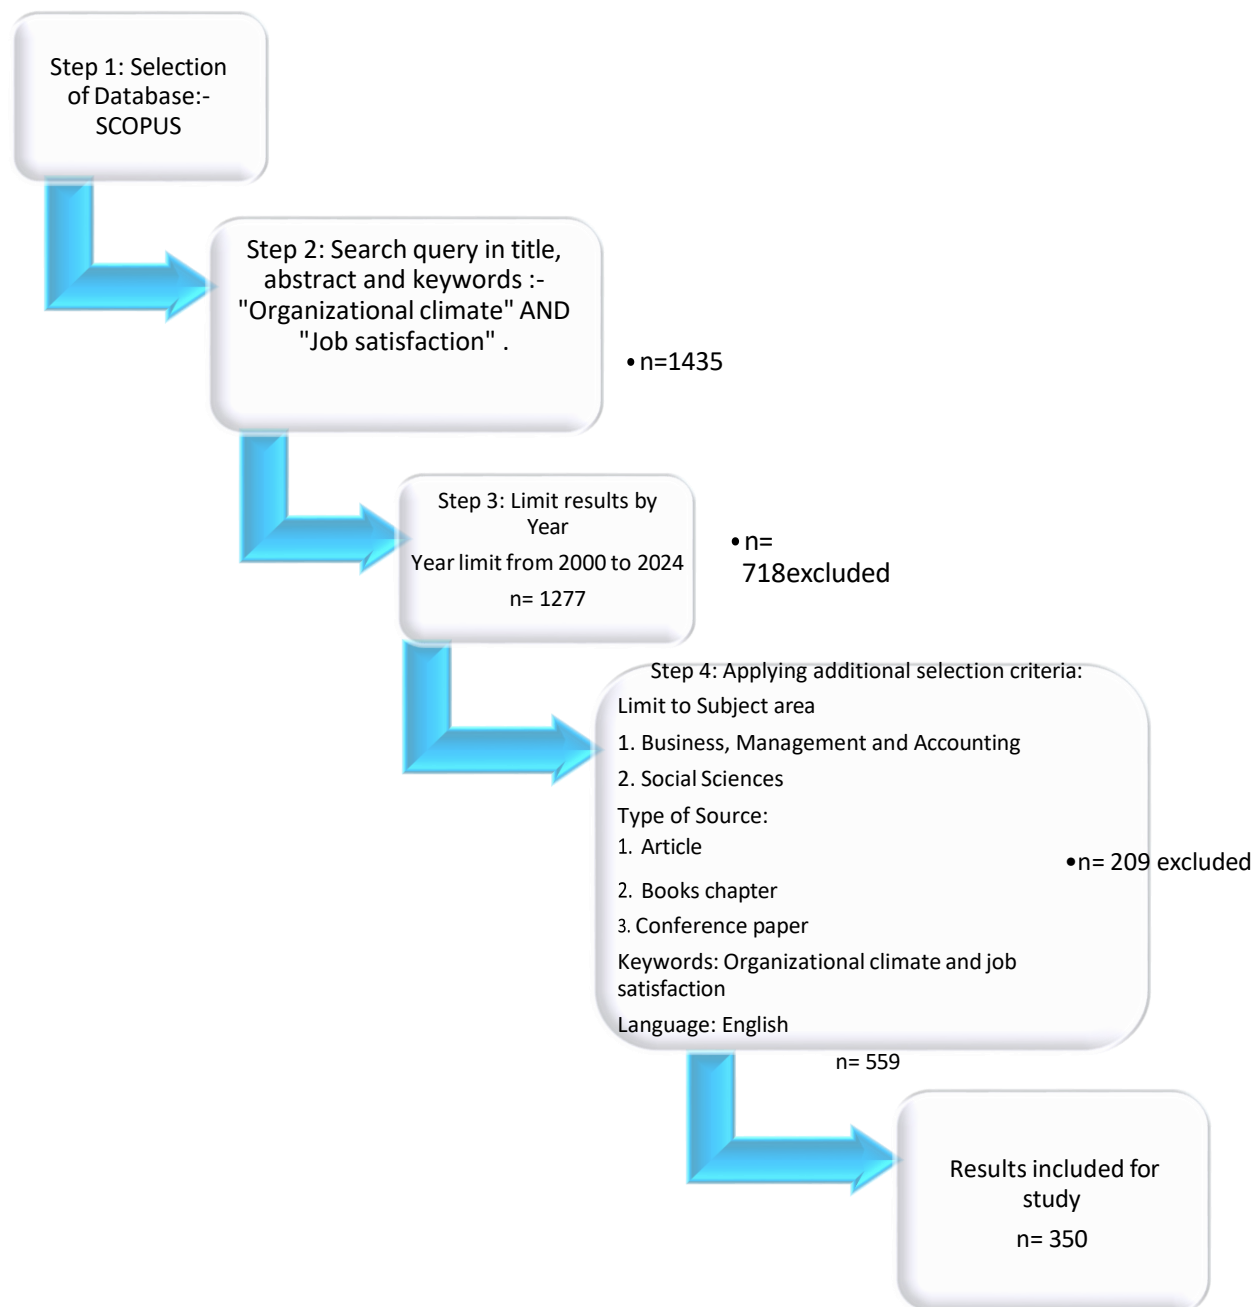 Step 1: Selection
of Database:-
SCOPUS
Step 2: Search query in title,
abstract and keywords :-
"Organizational climate" AND
"Job satisfaction" .
•n=1435
Step 3: Limit results by
Year
Year limit from 2000 to 2024
n= 1277
•n=
718excluded
Step 4: Applying additional selection criteria:
Limit to Subject area
1. Business, Management and Accounting
2. Social Sciences
Type of Source:
1. Article
2. Books chapter
3. Conference paper
Keywords: Organizational climate and job
satisfaction
Language: English
n= 559
•n= 209 excluded
Results included for
study
n= 350